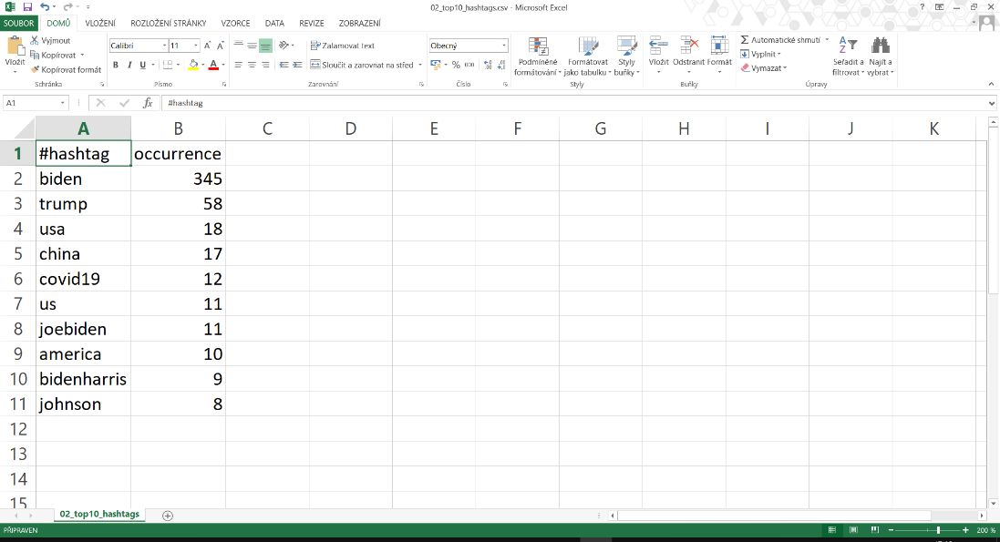 02_top10_hashtags.csv - Microsoft Excel
SOUBOR DOMŮ VLOŽENÍ ROZLOŽENÍ STRÁNKY VZORCE DATA REVIZE ZOBRAZENÍ
Vložit
Vyjmout
Kopírovat
Kopírovat formát
Schránka
Calibri 11
B I U
Písmo
Zalamovat text
Sloučit a zarovnat na střed
Zarovnání
Obecný
% 000
Číslo
Podmíněné formátování
Formátovat jako tabulku
Styly buňky
Styly
Vložit Odstranit Formát
Buňky
Automatické shrnutí
Vyplnit
Vymazat
Seřadit a filtrovat
Najít a vybrat
Úpravy
A1 fx #hashtag
A B C D E F G H I J K
1 #hashtag occurrence
2 biden 345
3 trump 58
4 usa 18
5 china 17
6 covid19 12
7 us 11
8 joebiden 11
9 america 10
10 bidenharris 9
11 johnson 8
12
13
14
15
02_top10_hashtags
PŘIPRAVEN 200 %